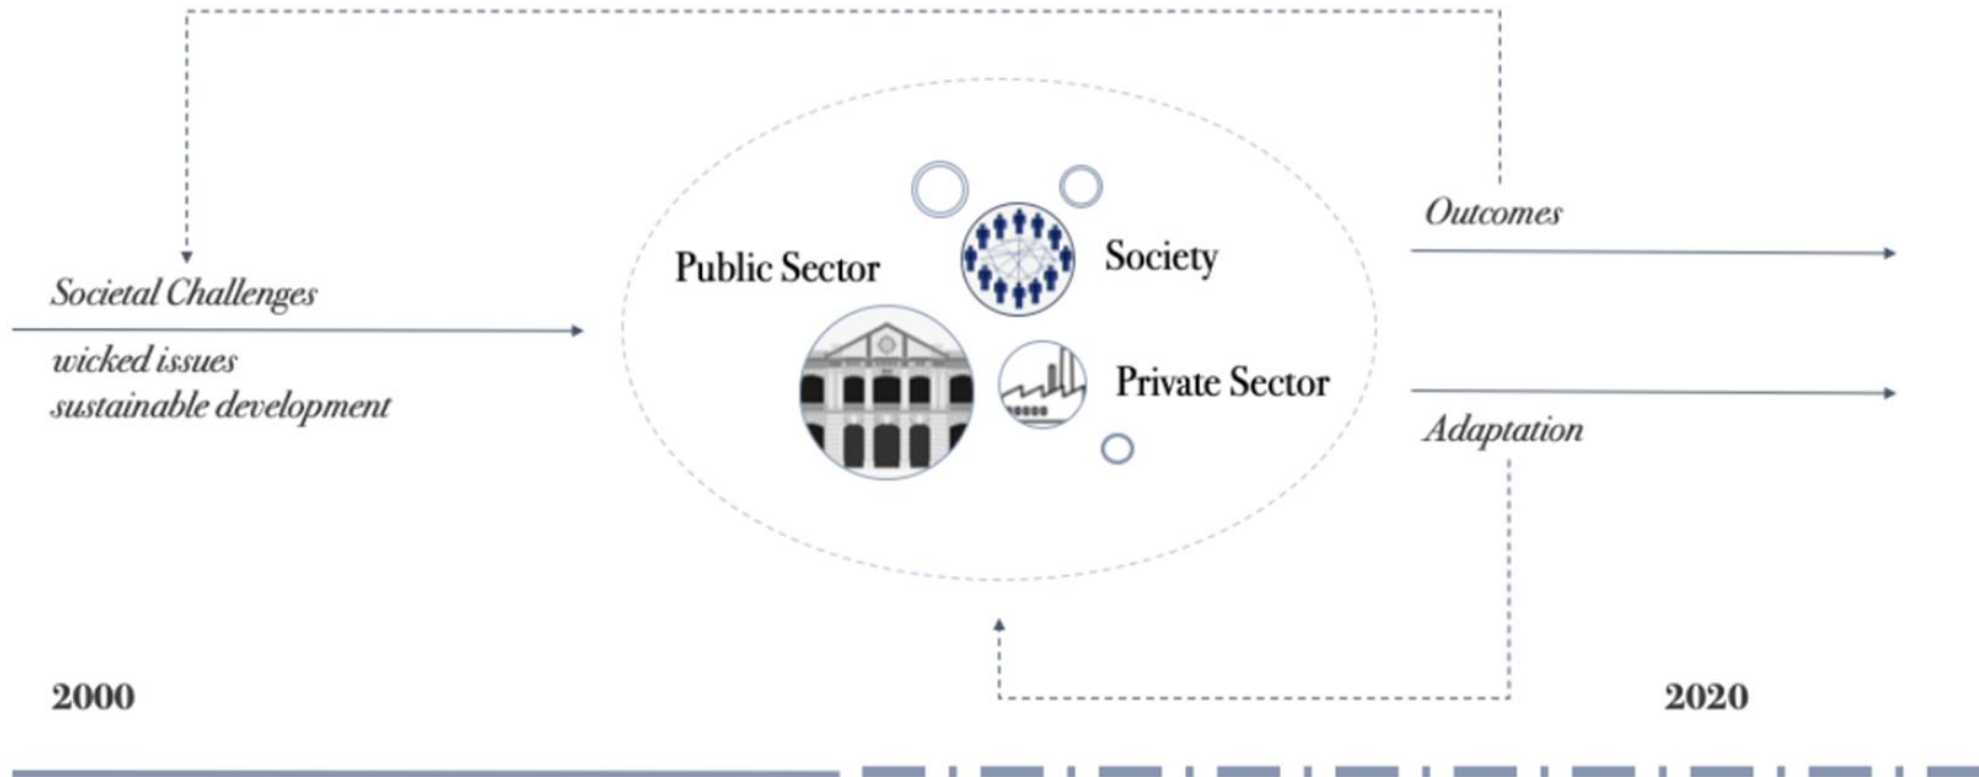 Outcomes
Public Sector
Society
Societal Challenges
wicked issues
sustainable development
Private Sector
Adaptation
2000
2020